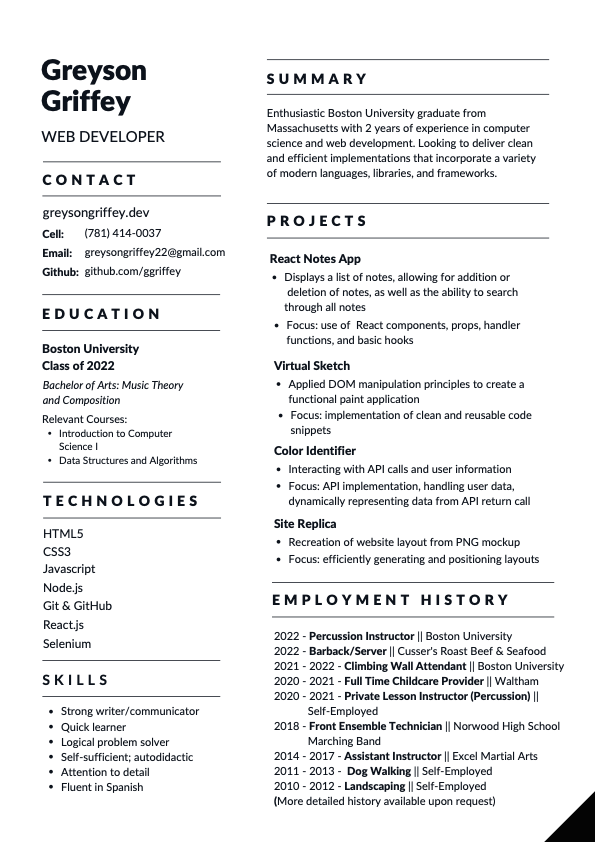 Greyson
Griffey
WEB DEVELOPER
CONTACT
greysongriffey.dev
Cell: (781) 414-0037
Email: greysongriffey22@gmail.com
Github: github.com/ggriffey
EDUCATION
Boston University
Class of 2022
Bachelor of Arts: Music Theory
and Composition
Relevant Courses:
• Introduction to Computer
Science I
• Data Structures and Algorithms
TECHNOLOGIES
HTML5
CSS3
Javascript
Node.js
Git & GitHub
React.js
Selenium
SKILLS
• Strong writer/communicator
• Quick learner
• Logical problem solver
• Self-sufficient; autodidactic
• Attention to detail
• Fluent in Spanish
SUMMARY
Enthusiastic Boston University graduate from
Massachusetts with 2 years of experience in computer
science and web development. Looking to deliver clean
and efficient implementations that incorporate a variety
of modern languages, libraries, and frameworks.
PROJECTS
React Notes App
• Displays a list of notes, allowing for addition or
deletion of notes, as well as the ability to search
through all notes
• Focus: use of React components, props, handler
functions, and basic hooks
Virtual Sketch
• Applied DOM manipulation principles to create a
functional paint application
• Focus: implementation of clean and reusable code
snippets
Color Identifier
• Interacting with API calls and user information
• Focus: API implementation, handling user data,
dynamically representing data from API return call
Site Replica
• Recreation of website layout from PNG mockup
• Focus: efficiently generating and positioning layouts
EMPLOYMENT HISTORY
2022 - Percussion Instructor || Boston University
2022 - Barback/Server || Cusser's Roast Beef & Seafood
2021 - 2022 - Climbing Wall Attendant || Boston University
2020 - 2021 - Full Time Childcare Provider || Waltham
2020 - 2021 - Private Lesson Instructor (Percussion) ||
Self-Employed
2018 - Front Ensemble Technician || Norwood High School
Marching Band
2014 - 2017 - Assistant Instructor || Excel Martial Arts
2011 - 2013 - Dog Walking || Self-Employed
2010 - 2012 - Landscaping || Self-Employed
(More detailed history available upon request)